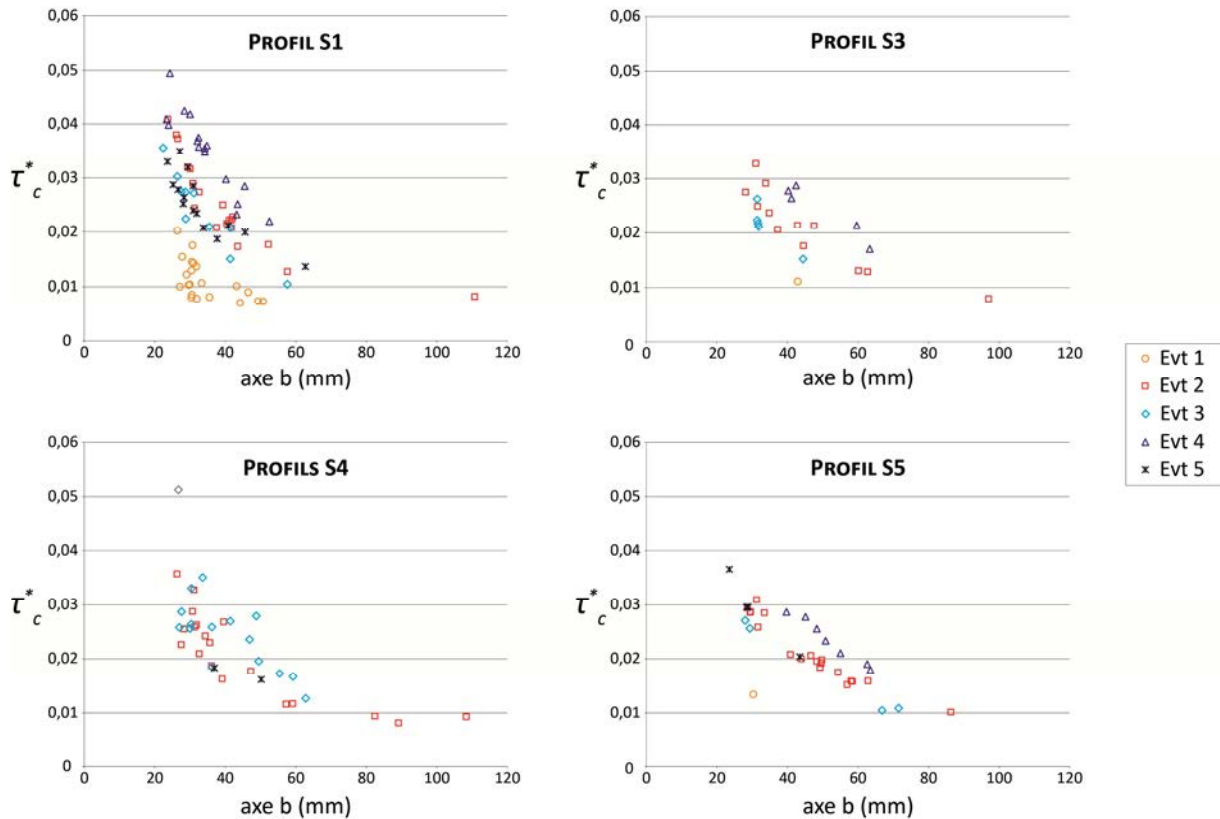 PROFIL S1
0,06
0,05
0,04
0,03
0,02
0,01
0
τ*c
0 20 40 60 80 100 120
axe b (mm)
PROFIL S3
0,06
0,05
0,04
0,03
0,02
0,01
0
τ*c
0 20 40 60 80 100 120
axe b (mm)
Evt 1
Evt 2
Evt 3
Evt 4
Evt 5
PROFILS S4
0,06
0,05
0,04
0,03
0,02
0,01
0
τ*c
0 20 40 60 80 100 120
axe b (mm)
PROFIL S5
0,06
0,05
0,04
0,03
0,02
0,01
0
τ*c
0 20 40 60 80 100 120
axe b (mm)